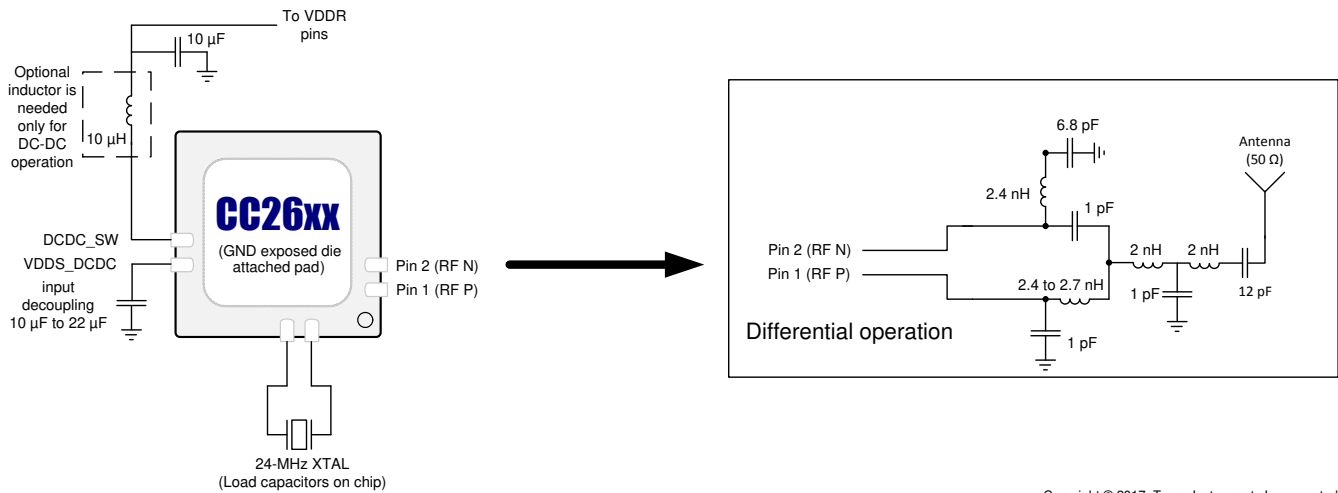 To VDDR
pins
10 µF
Optional
inductor is
needed
only for
DC-DC
operation
10 µH
CC26xx
(GND exposed die
attached pad)
DCDC_SW
VDDS_DCDC
input
decoupling
10 µF to 22 µF
Pin 2 (RF N)
Pin 1 (RF P)
24-MHz XTAL
(Load capacitors on chip)
6.8 pF
Antenna
(50 Ω)
2.4 nH
1 pF
Pin 2 (RF N)
Pin 1 (RF P)
2 nH
2 nH
2.4 to 2.7 nH
1 pF
12 pF
Differential operation
1 pF